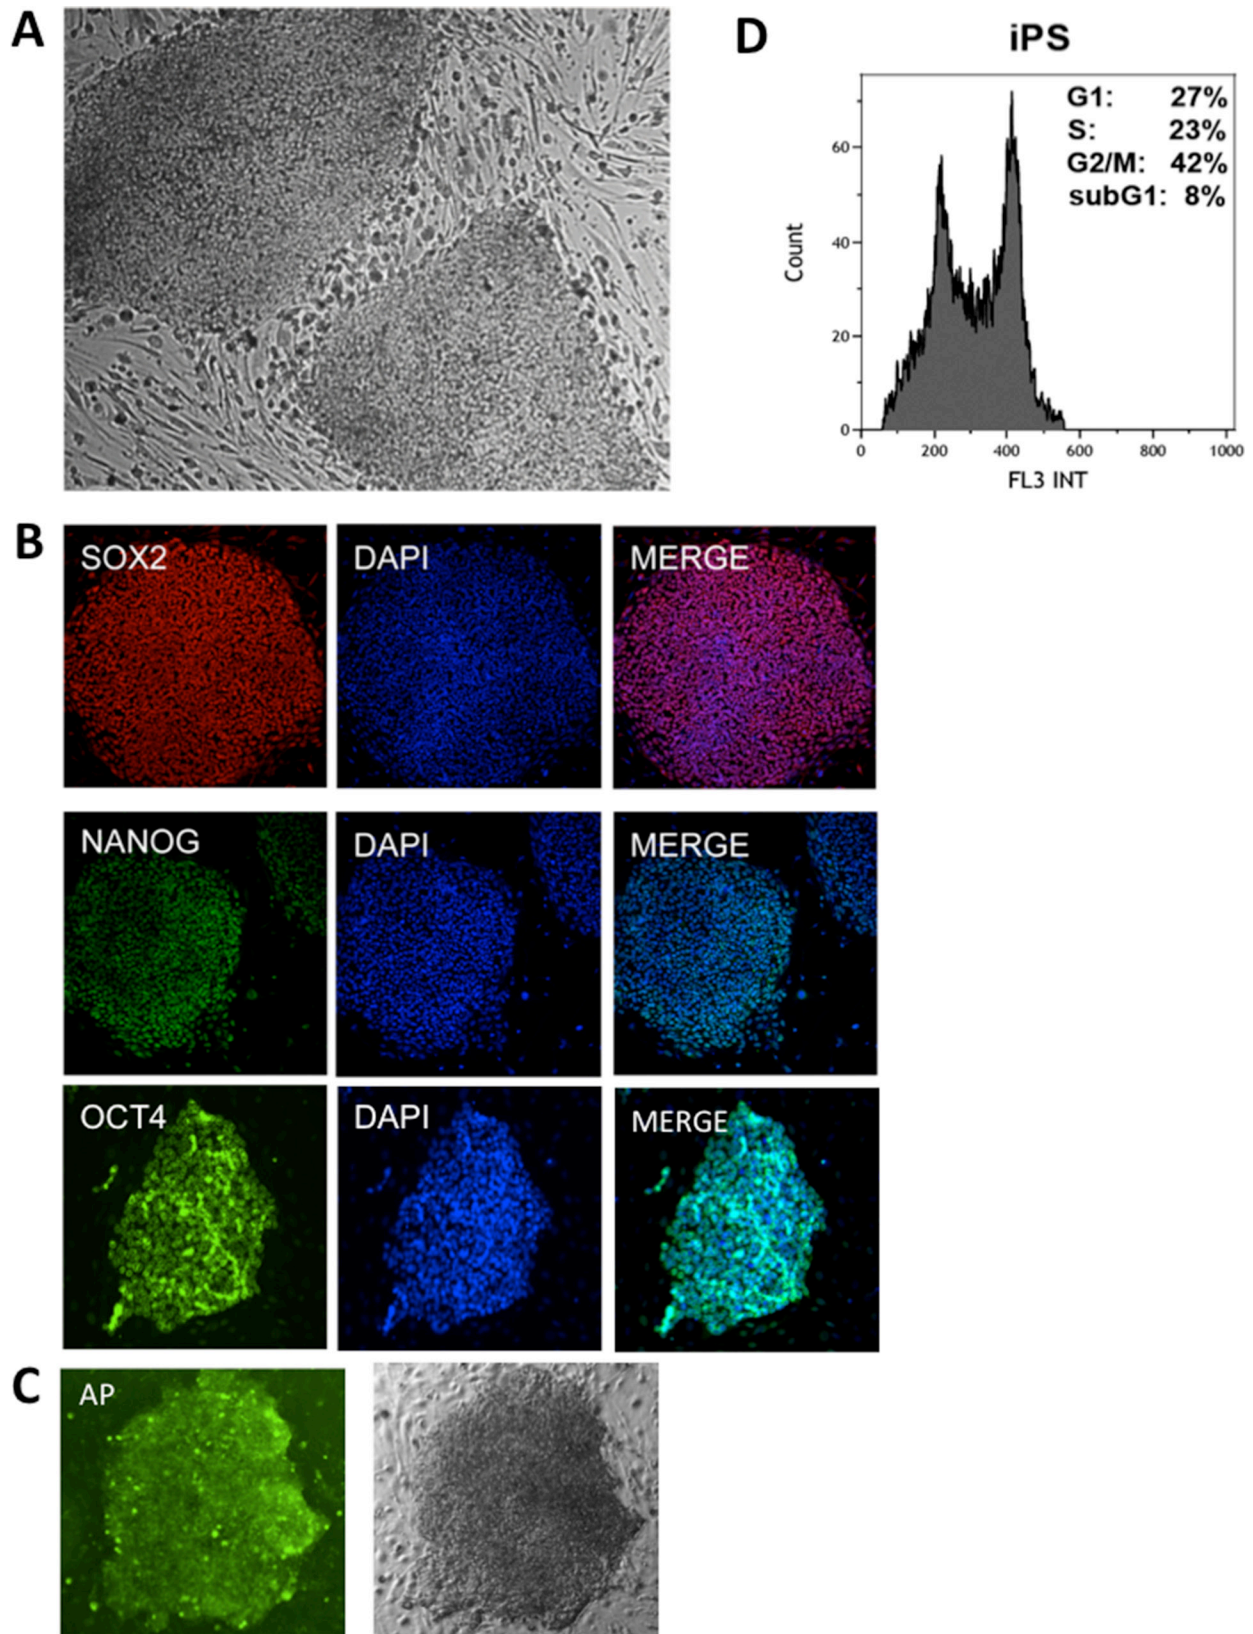 A
D
iPS
G1: 27%
S: 23%
G2/M: 42%
subG1: 8%
60
40
20
0
Count
0 200 400 600 800 1000
FL3 INT
B
SOX2 DAPI MERGE
NANOG DAPI MERGE
OCT4 DAPI MERGE
C
AP